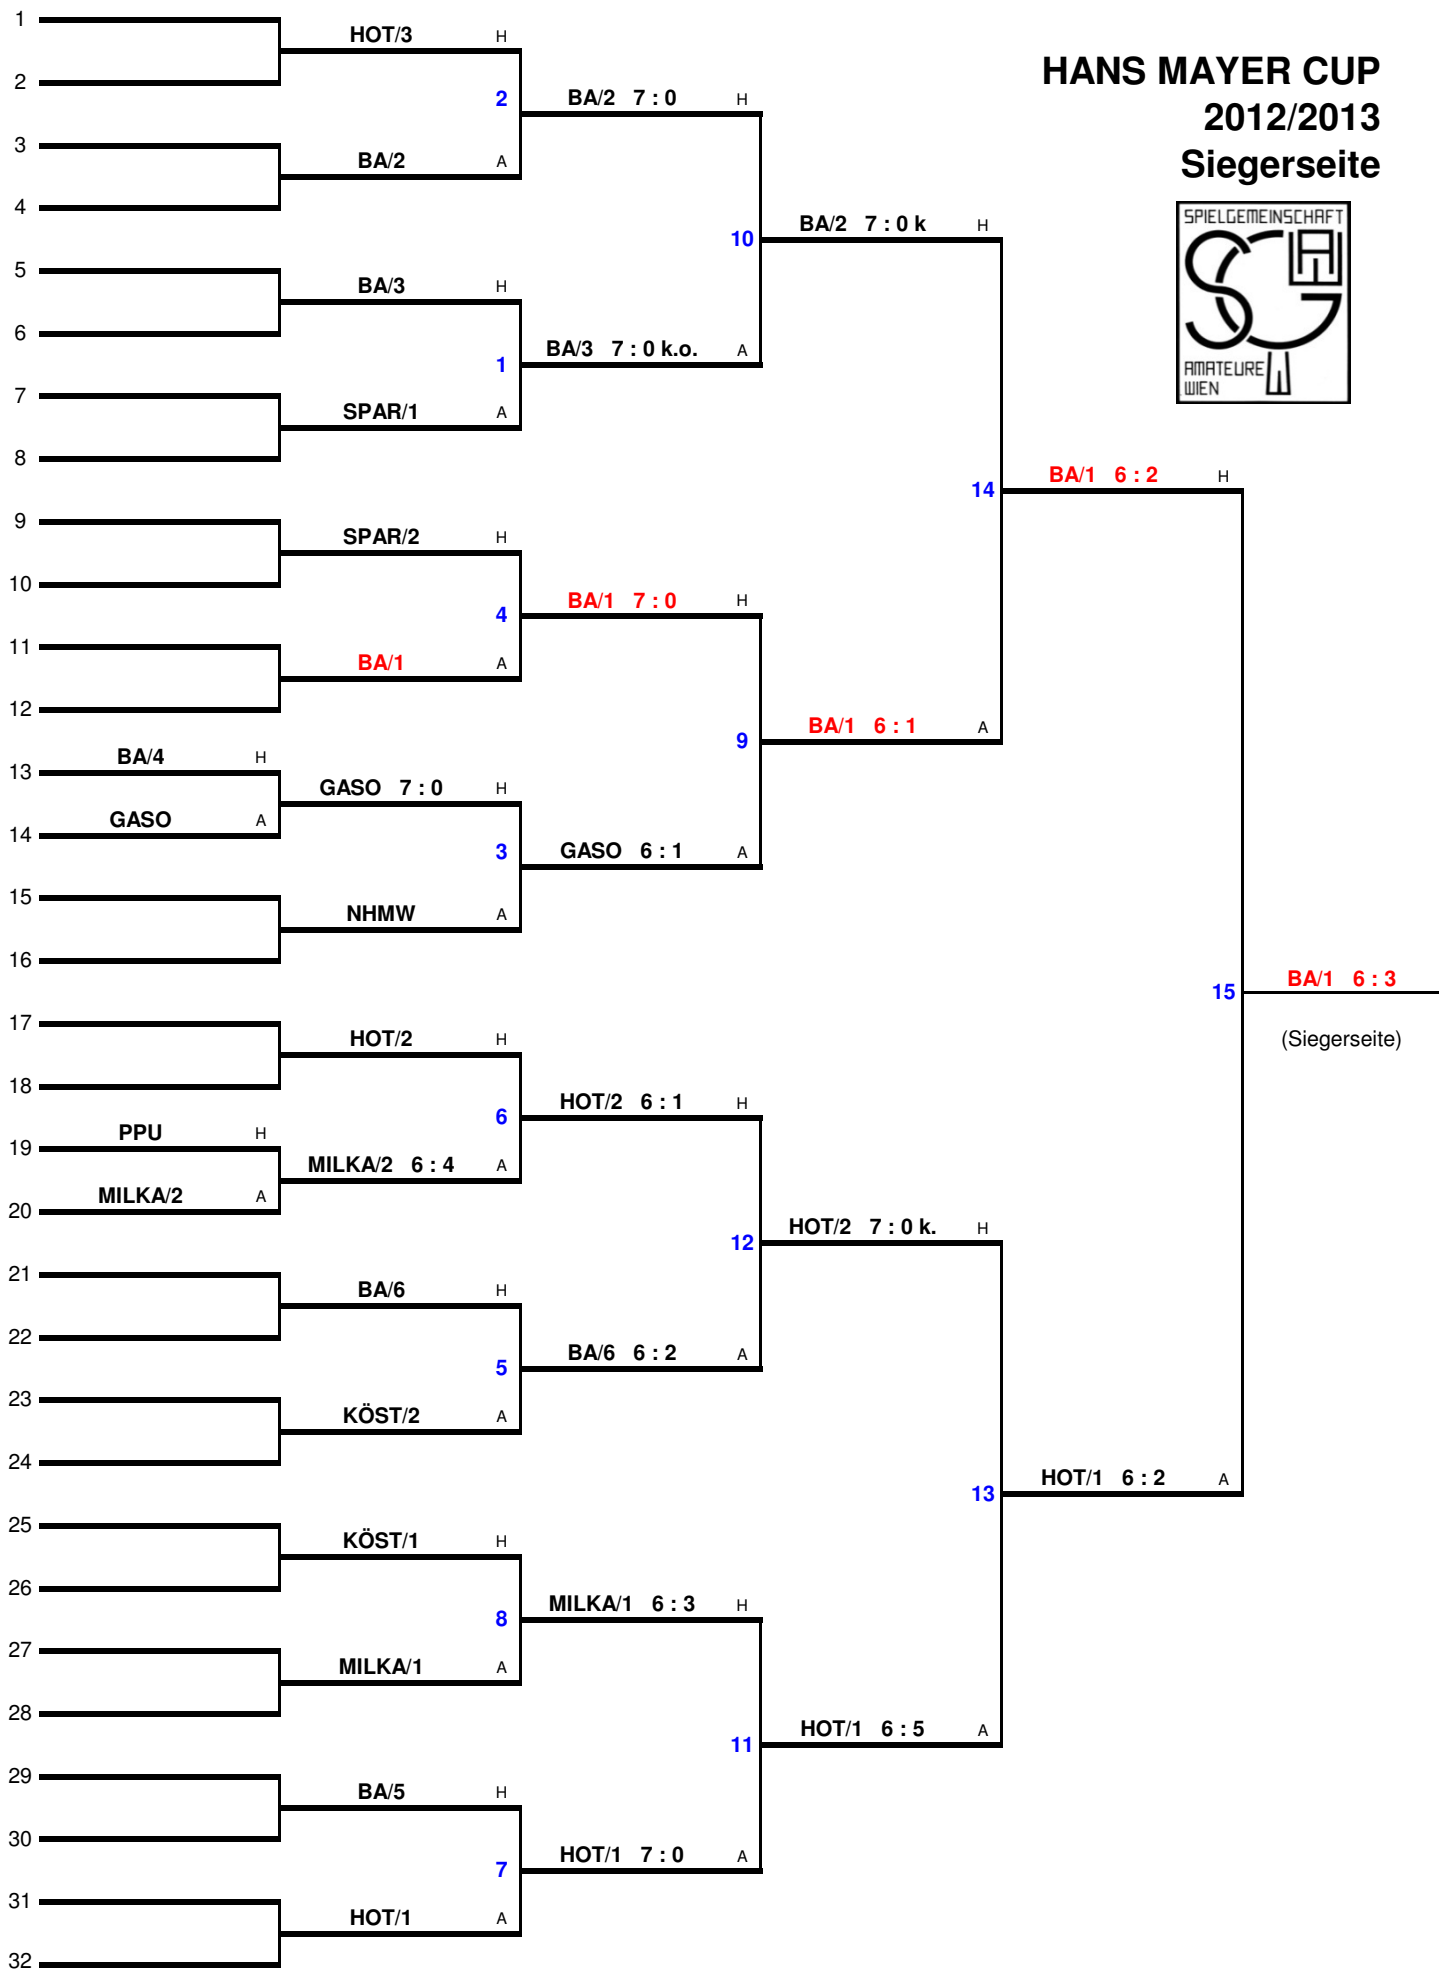 1
HOT/3 H
HANS MAYER CUP
2
2 BA/2 7 : 0 H
2012/2013
3
BA/2 A
Siegerseite
4
SPIELGEMEINSCHAFT
SG
AW
BA/2 7 : 0 k H
10
5
BA/3 H
6
BA/3 7 : 0 k.o. A
1
AMATEURE
WIEN
7
SPAR/1 A
8
BA/1 6 : 2 H
14
9
SPAR/2 H
10
BA/1 7 : 0 H
4
11
BA/1 A
12
BA/1 6 : 1 A
9
BA/4 H
13
GASO 7 : 0 H
GASO A
14
3 GASO 6 : 1 A
15
NHMW A
16
BA/1 6 : 3
15
17
HOT/2 H
(Siegerseite)
18
HOT/2 6 : 1 H
6
PPU H
19
MILKA/2 6 : 4 A
MILKA/2 A
20
HOT/2 7 : 0 k. H
12
21
BA/6 H
22
BA/6 6 : 2 A
5
23
KÖST/2 A
24
HOT/1 6 : 2 A
13
25
KÖST/1 H
26
MILKA/1 6 : 3 H
8
27
MILKA/1 A
28
HOT/1 6 : 5 A
11
29
BA/5 H
30
HOT/1 7 : 0 A
7
31
HOT/1 A
32